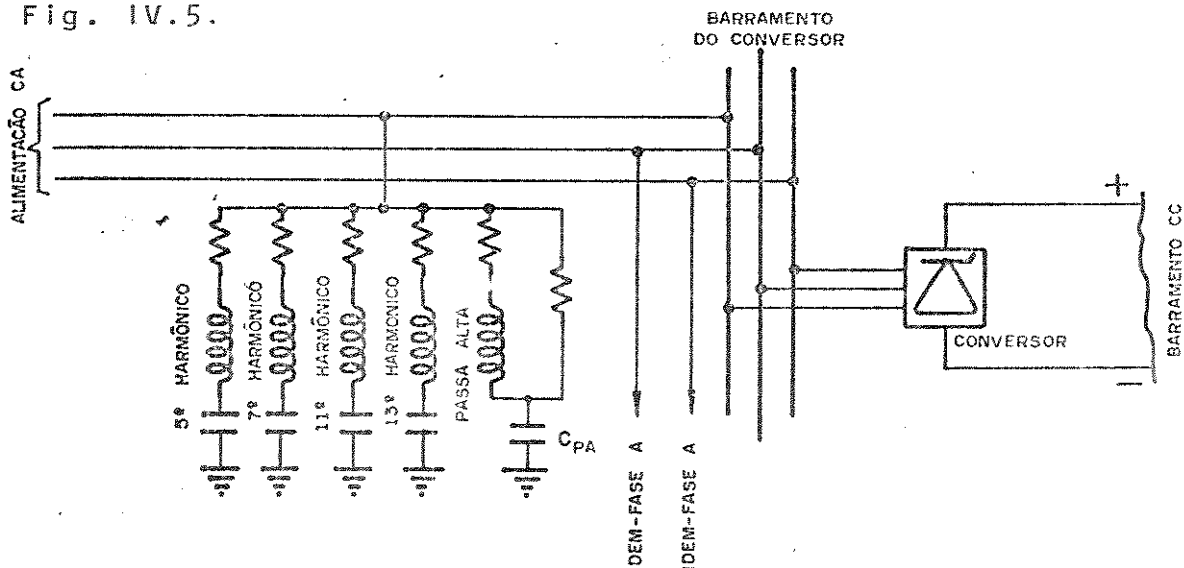 Fig. IV.5.
BARRAMENTO
DO CONVERSOR
ALIMENTAÇÃO CA
5º HARMÔNICO
7º HARMÔNICO
11º HARMÔNICO
13º HARMONICO
PASSA ALTA
CPA
IDEM-FASE A
IDEM-FASE A
+
CONVERSOR
−
BARRAMENTO CC